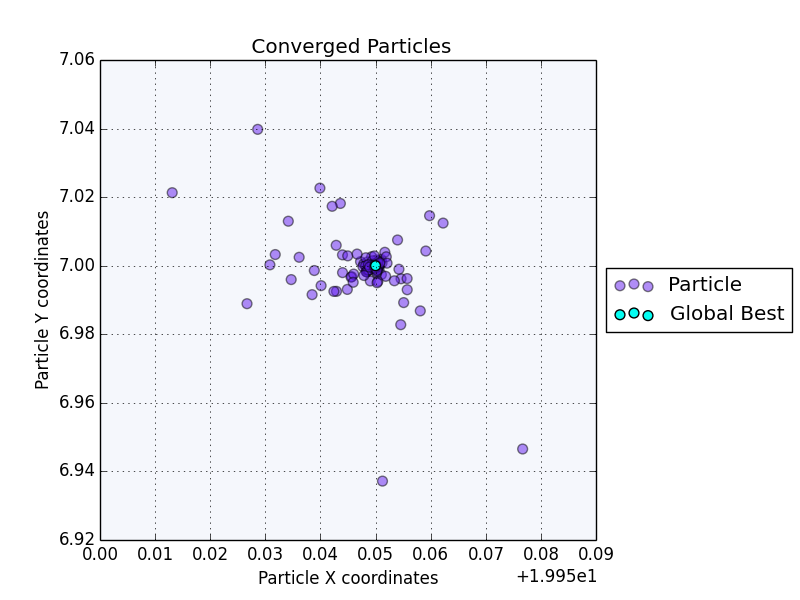 Converged Particles
7.06
7.04
7.02
7.00
6.98
6.96
6.94
6.92
Particle Y coordinates
0.00 0.01 0.02 0.03 0.04 0.05 0.06 0.07 0.08 0.09
Particle X coordinates
+1.995e1
Particle
Global Best